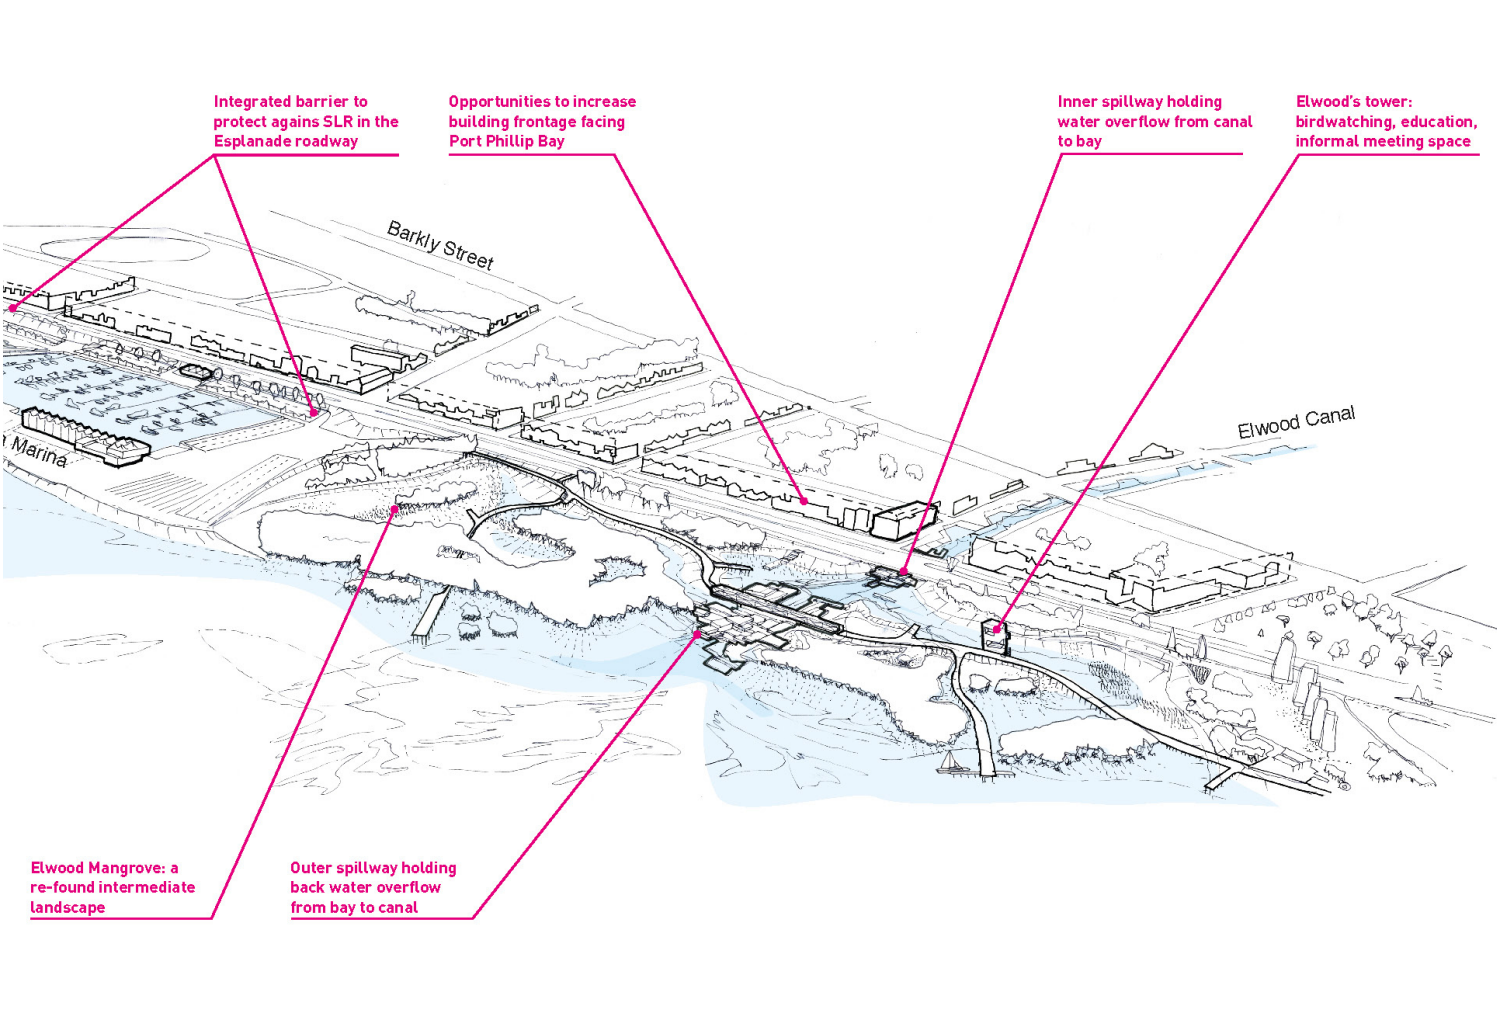 Integrated barrier to
protect agains SLR in the
Esplanade roadway
Opportunities to increase
building frontage facing
Port Phillip Bay
Inner spillway holding
water overflow from canal
to bay
Elwood's tower:
birdwatching, education,
informal meeting space
Barkly Street
Elwood Canal
Marina
Elwood Mangrove: a
re-found intermediate
landscape
Outer spillway holding
back water overflow
from bay to canal